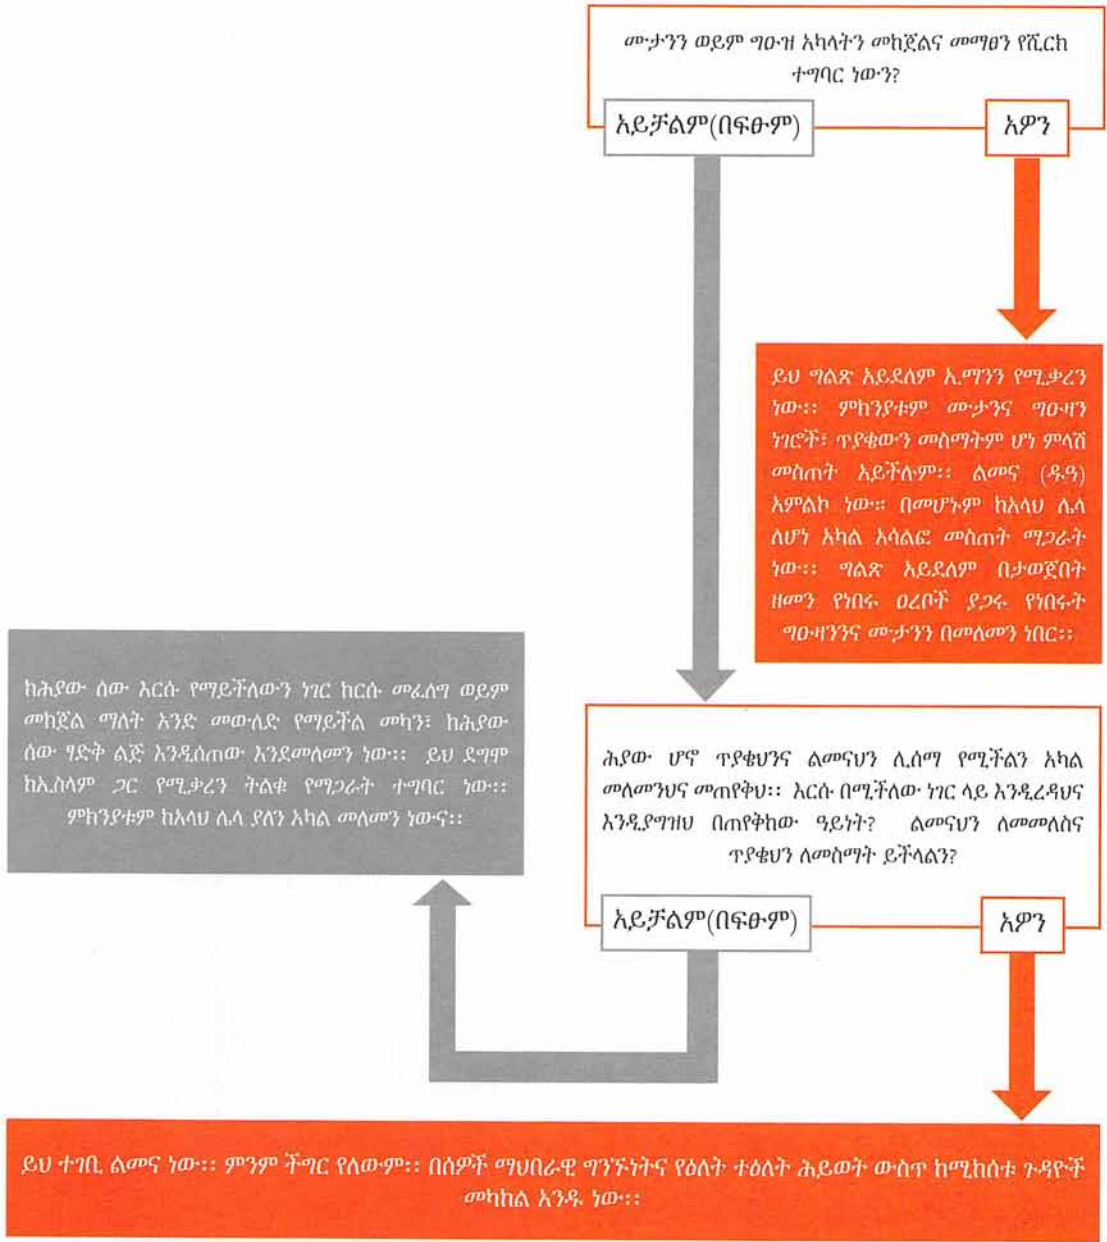 ሙታንን ወይም ግዑዝ አካላትን መከጀልና መማፀን የሺርክ
ተግባር ነውን?
አይቻልም(በፍፁም)
አዎን
ይህ ግልጽ አይደለም ኢማንን የሚቃረን
ነው፡፡ ምክንያቱም ሙታንና ግዑዛን
ነገሮች፣ ጥያቄውን መስማትም ሆነ ምላሽ
መስጠት አይችሉም፡፡ ልመና (ዱዓ)
አምልኮ ነው። በመሆኑም ከአላህ ሌላ
ለሆነ አካል አሳልፎ መስጠት ማጋራት
ነው፡፡ ግልጽ አይደለም በታወጀበት
ዘመን የነበሩ ዐረቦች ያጋሩ የነበሩት
ግዑዛንንና ሙታንን በመለመን ነበር፡፡
ከሕያው ሰው እርሱ የማይችለውን ነገር ከርሱ መፈለግ ወይም
መከጀል ማለት አንድ መውለድ የማይችል መካን፣ ከሕያው
ሰው ፃድቅ ልጅ እንዲሰጠው እንደመለመን ነው፡፡ ይህ ደግሞ
ከኢስላም ጋር የሚቃረን ትልቁ የማጋራት ተግባር ነው፡፡
ምክንያቱም ከአላህ ሌላ ያለን አካል መለመን ነውና፡፡
ሕያው ሆኖ ጥያቄህንና ልመናህን ሊሰማ የሚችልን አካል
መለመንህና መጠየቅህ፡፡ እርሱ በሚችለው ነገር ላይ እንዲረዳህና
እንዲያግዝህ በጠየቅከው ዓይነት? ልመናህን ለመመለስና
ጥያቄህን ለመስማት ይችላልን?
አይቻልም(በፍፁም)
አዎን
ይህ ተገቢ ልመና ነው፡፡ ምንም ችግር የለውም፡፡ በሰዎች ማህበራዊ ግንኙነትና የዕለት ተዕለት ሕይወት ውስጥ ከሚከሰቱ ጉዳዮች
መካከል አንዱ ነው፡፡